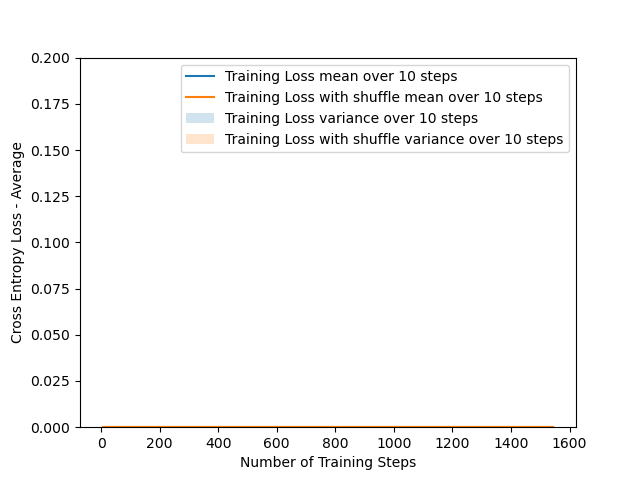 0.200
0.175
0.150
0.125
0.100
0.075
0.050
0.025
0.000
Cross Entropy Loss - Average
Training Loss mean over 10 steps
Training Loss with shuffle mean over 10 steps
Training Loss variance over 10 steps
Training Loss with shuffle variance over 10 steps
0 200 400 600 800 1000 1200 1400 1600
Number of Training Steps